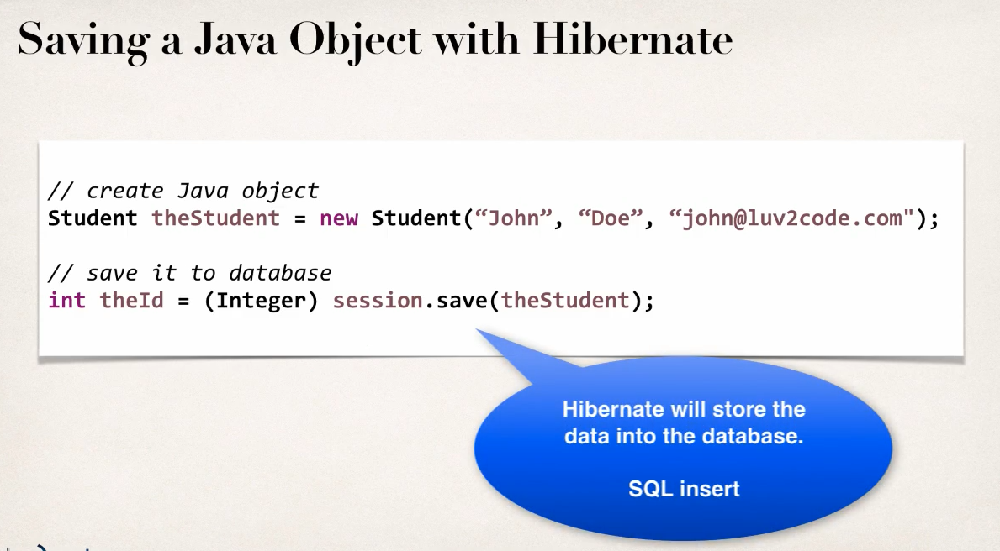 Saving a Java Object with Hibernate
// create Java object
Student theStudent = new Student(“John”, “Doe”, “john@luv2code.com");
// save it to database
int theId = (Integer) session.save(theStudent);
Hibernate will store the
data into the database.
SQL insert